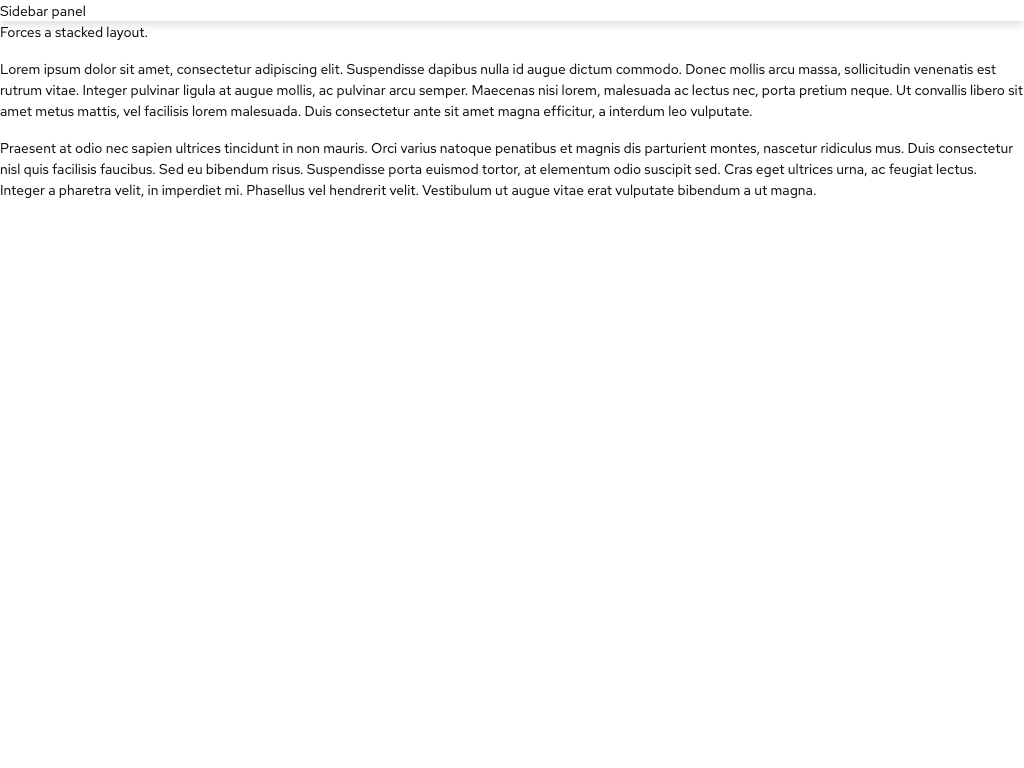 Sidebar panel
Forces a stacked layout.
Lorem ipsum dolor sit amet, consectetur adipiscing elit. Suspendisse dapibus nulla id augue dictum commodo. Donec mollis arcu massa, sollicitudin venenatis est
rutrum vitae. Integer pulvinar ligula at augue mollis, ac pulvinar arcu semper. Maecenas nisi lorem, malesuada ac lectus nec, porta pretium neque. Ut convallis libero sit
amet metus mattis, vel facilisis lorem malesuada. Duis consectetur ante sit amet magna efficitur, a interdum leo vulputate.
Praesent at odio nec sapien ultrices tincidunt in non mauris. Orci varius natoque penatibus et magnis dis parturient montes, nascetur ridiculus mus. Duis consectetur
nisl quis facilisis faucibus. Sed eu bibendum risus. Suspendisse porta euismod tortor, at elementum odio suscipit sed. Cras eget ultrices urna, ac feugiat lectus.
Integer a pharetra velit, in imperdiet mi. Phasellus vel hendrerit velit. Vestibulum ut augue vitae erat vulputate bibendum a ut magna.